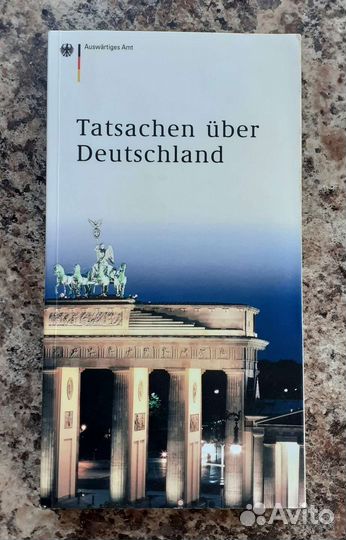 Auswärtiges Amt
Tatsachen über
Deutschland
Avito